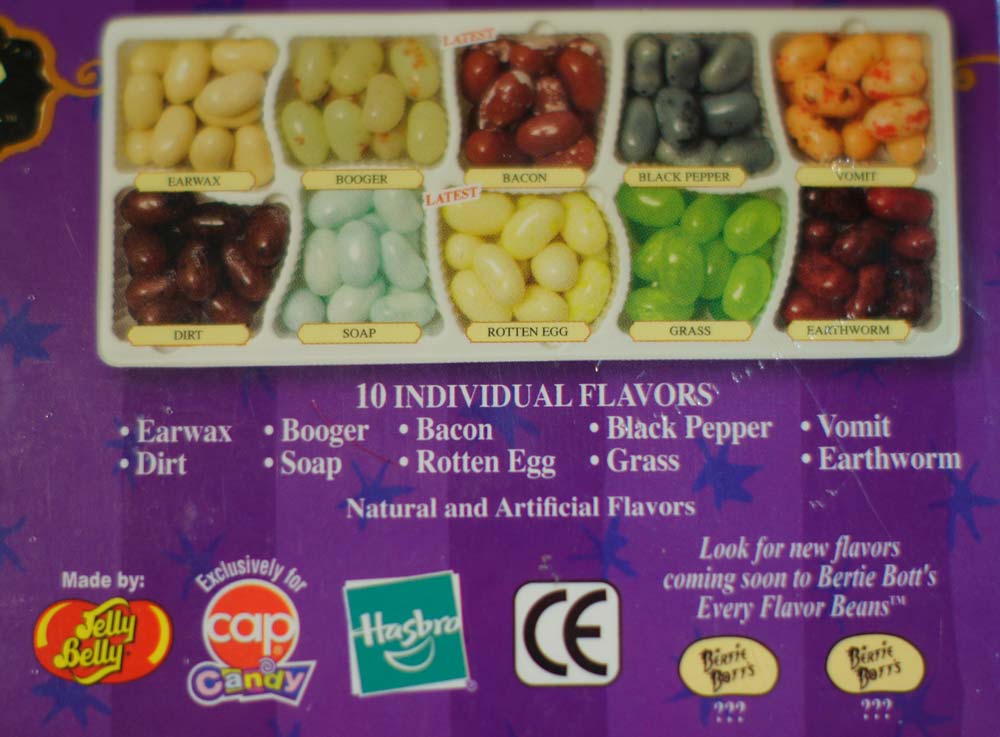 LATEST
EARWAX BOOGER BACON BLACK PEPPER VOMIT
LATEST
DIRT SOAP ROTTEN EGG GRASS EARTHWORM
10 INDIVIDUAL FLAVORS
• Earwax • Booger • Bacon • Black Pepper • Vomit
• Dirt • Soap • Rotten Egg • Grass • Earthworm
Natural and Artificial Flavors
Made by:
Jelly
Belly
Exclusively for
cap
Candy
Hasbro
CE
Look for new flavors
coming soon to Bertie Bott's
Every Flavor Beans™
BERTIE
BOTT'S
???
BERTIE
BOTT'S
???